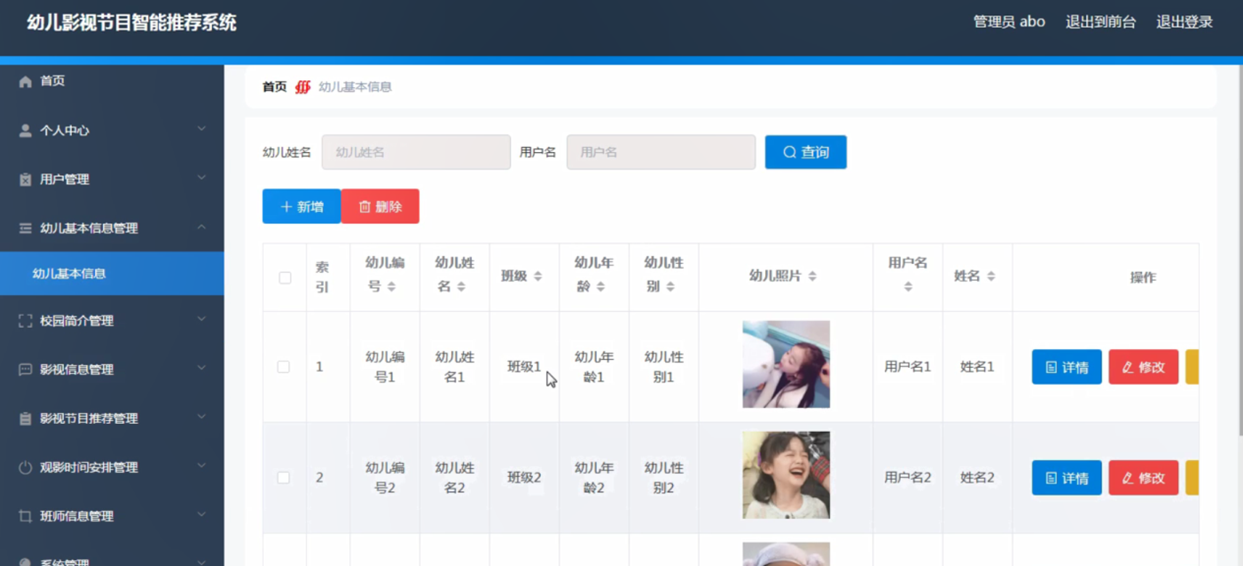 幼儿影视节目智能推荐系统
管理员 abo 退出到前台 退出登录
首页
个人中心
用户管理
幼儿基本信息管理
幼儿基本信息
校园简介管理
影视信息管理
影视节目推荐管理
观影时间安排管理
班师信息管理
系统管理
首页 幼儿基本信息
幼儿姓名 幼儿姓名 用户名 用户名 查询
新增 删除
索引 幼儿编号 幼儿姓名 班级 幼儿年龄 幼儿性别 幼儿照片 用户名 姓名 操作
1 幼儿编号1 幼儿姓名1 班级1 幼儿年龄1 幼儿性别1 用户名1 姓名1 详情 修改
2 幼儿编号2 幼儿姓名2 班级2 幼儿年龄2 幼儿性别2 用户名2 姓名2 详情 修改